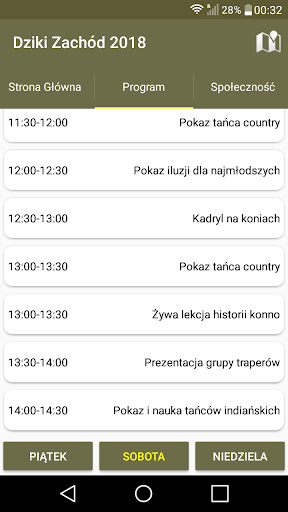 28% 00:32
Dziki Zachód 2018
Strona Główna Program Społeczność
11:30-12:00 Pokaz tańca country
12:00-12:30 Pokaz iluzji dla najmłodszych
12:30-13:00 Kadryl na koniach
13:00-13:30 Pokaz tańca country
13:00-13:30 Żywa lekcja historii konno
13:30-14:00 Prezentacja grupy traperów
14:00-14:30 Pokaz i nauka tańców indiańskich
PIĄTEK SOBOTA NIEDZIELA